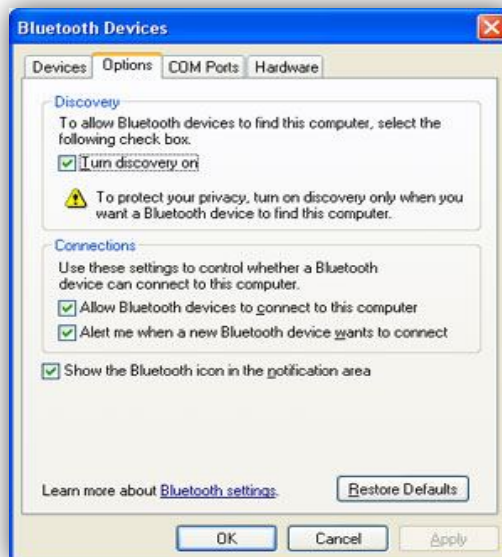 Bluetooth Devices
Devices Options COM Ports Hardware
Discovery
To allow Bluetooth devices to find this computer, select the
following check box.
Turn discovery on
To protect your privacy, turn on discovery only when you
want a Bluetooth device to find this computer.
Connections
Use these settings to control whether a Bluetooth
device can connect to this computer.
Allow Bluetooth devices to connect to this computer
Alert me when a new Bluetooth device wants to connect
Show the Bluetooth icon in the notification area
Learn more about Bluetooth settings. Restore Defaults
OK Cancel Apply